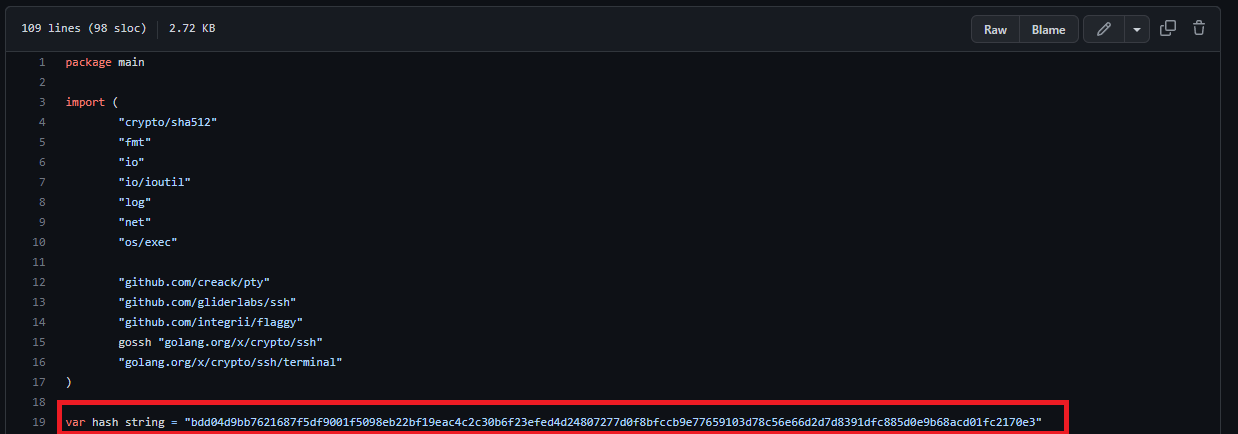 109 lines (98 sloc) 2.72 KB Raw Blame
1 package main
2
3 import (
4 "crypto/sha512"
5 "fmt"
6 "io"
7 "io/ioutil"
8 "log"
9 "net"
10 "os/exec"
11
12 "github.com/creack/pty"
13 "github.com/gliderlabs/ssh"
14 "github.com/integrii/flaggy"
15 gossh "golang.org/x/crypto/ssh"
16 "golang.org/x/crypto/ssh/terminal"
17 )
18
19 var hash string = "bdd04d9bb7621687f5df9001f5098eb22bf19eac4c2c30b6f23efed4d24807277d0f8bfccb9e77659103d78c56e66d2d7d8391dfc885d0e9b68acd01fc2170e3"